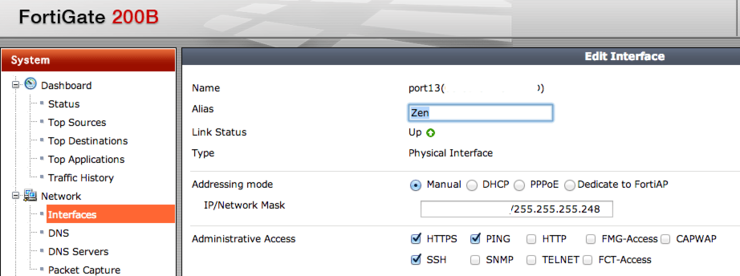 FortiGate 200B
System
Edit Interface
Dashboard
Status
Top Sources
Top Destinations
Top Applications
Traffic History
Network
Interfaces
DNS
DNS Servers
Packet Capture
Name port13( )
Alias Zen
Link Status Up
Type Physical Interface
Addressing mode Manual DHCP PPPoE Dedicate to FortiAP
IP/Network Mask /255.255.255.248
Administrative Access HTTPS PING HTTP FMG-Access CAPWAP
SSH SNMP TELNET FCT-Access